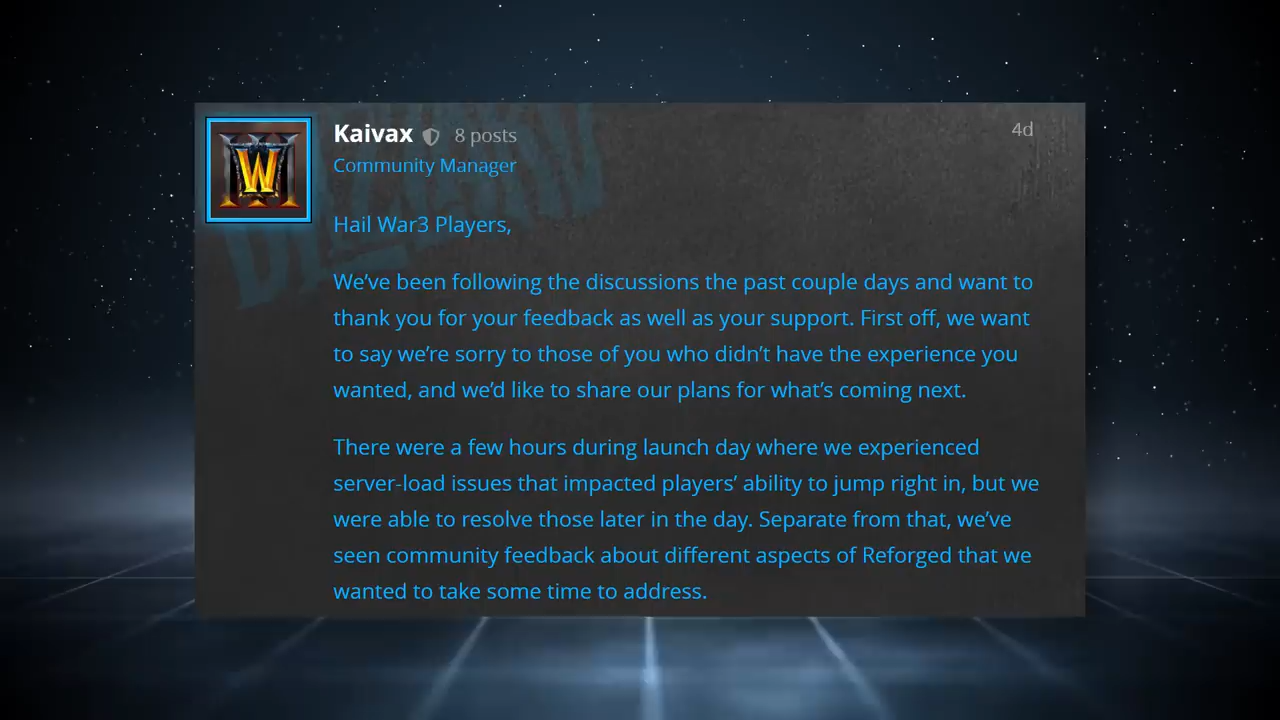 Kaivax 8 posts 4d
Community Manager
Hail War3 Players,
We've been following the discussions the past couple days and want to
thank you for your feedback as well as your support. First off, we want
to say we're sorry to those of you who didn't have the experience you
wanted, and we'd like to share our plans for what's coming next.
There were a few hours during launch day where we experienced
server-load issues that impacted players' ability to jump right in, but we
were able to resolve those later in the day. Separate from that, we've
seen community feedback about different aspects of Reforged that we
wanted to take some time to address.